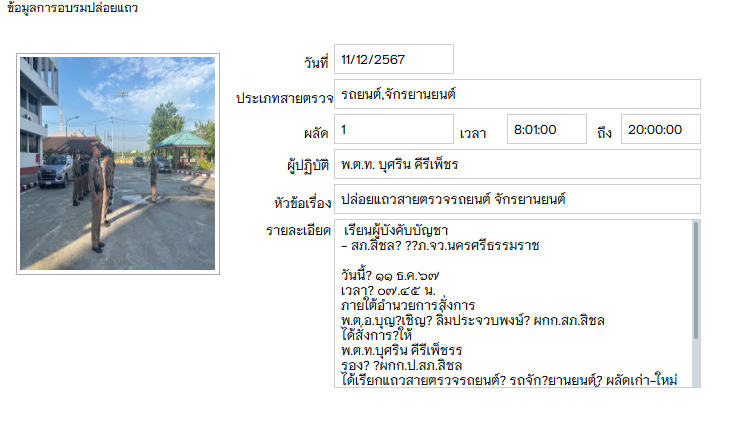 ข้อมูลการอบรมปล่อยแถว
วันที่ 11/12/2567
ประเภทสายตรวจ รถยนต์,จักรยานยนต์
ผลัด 1 เวลา 8:01:00 ถึง 20:00:00
ผู้ปฏิบัติ พ.ต.ท. บุศริน คีรีเพ็ชร
หัวข้อเรื่อง ปล่อยแถวสายตรวจรถยนต์ จักรยานยนต์
รายละเอียด เรียนผู้บังคับบัญชา
- สภ.สิชล? ??ภ.จว.นครศรีธรรมราช
วันนี้? ๑๑ ธ.ค.๖๗
เวลา? ๐๗.๔๕ น.
ภายใต้อำนวยการสั่งการ
พ.ต.อ.บุญ?เชิญ? ลิ่มประจวบพงษ์? ผกก.สภ.สิชล
ได้สั่งการ?ให้
พ.ต.ท.บุศริน คีรีเพ็ชรร
รอง? ?ผกก.ป.สภ.สิชล
ได้เรียกแถวสายตรวจรถยนต์? รถจัก?ยานยนต์? ผลัดเก่า-ใหม่